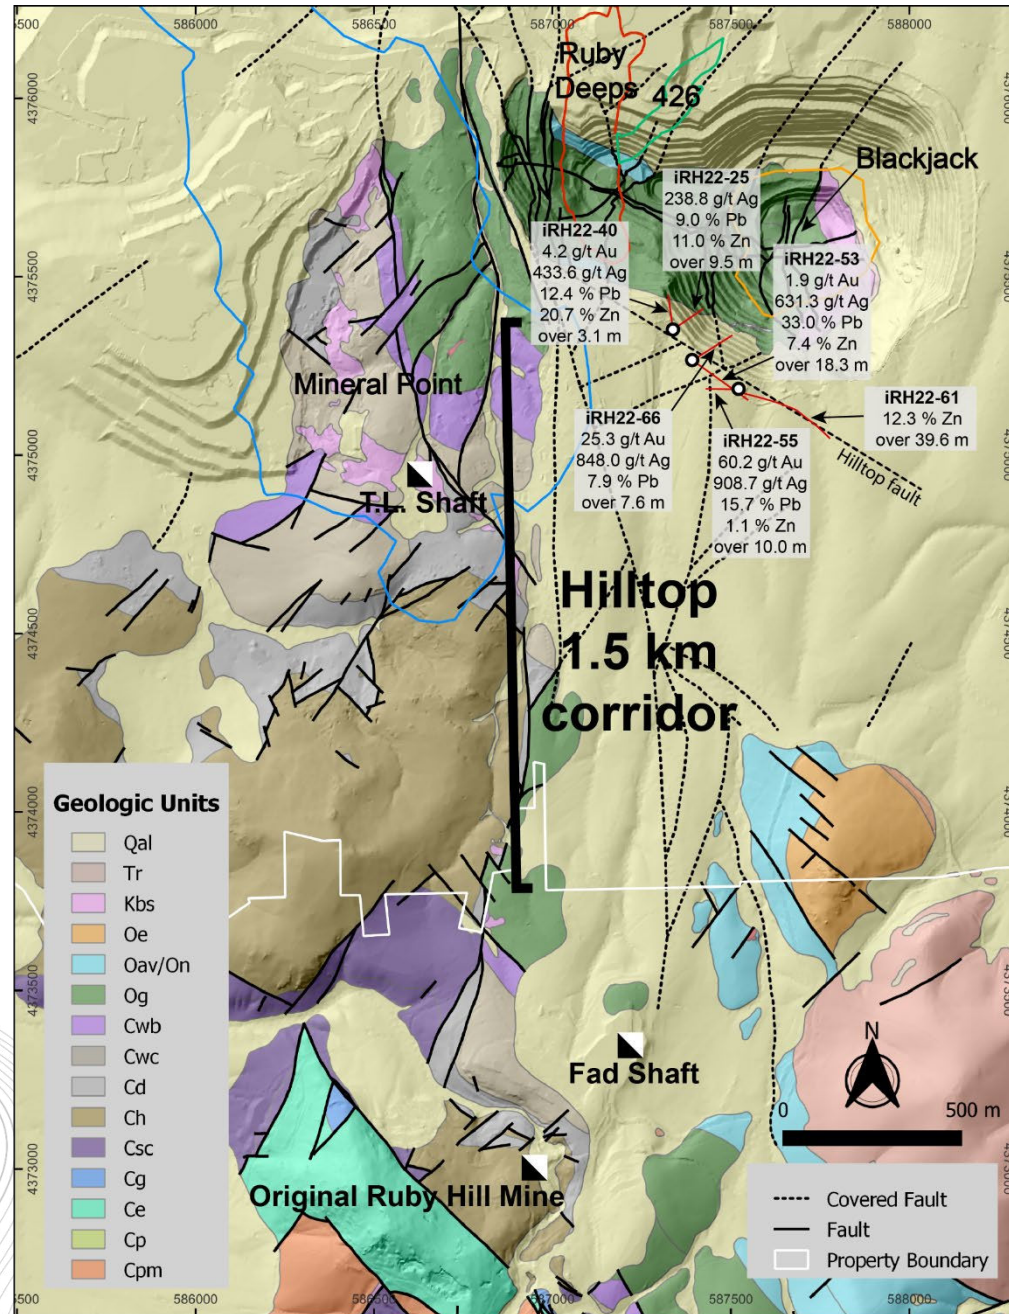 586000
586500
587000
587500
588000
4376000
4375500
4375000
4374500
4374000
4373500
4373000
Ruby
Deeps
426
Blackjack
iRH22-25
238.8 g/t Ag
9.0 % Pb
11.0 % Zn
over 9.5 m
iRH22-40
4.2 g/t Au
433.6 g/t Ag
12.4 % Pb
20.7 % Zn
over 3.1 m
iRH22-53
1.9 g/t Au
631.3 g/t Ag
33.0 % Pb
7.4 % Zn
over 18.3 m
iRH22-61
12.3 % Zn
over 39.6 m
iRH22-66
25.3 g/t Au
848.0 g/t Ag
7.9 % Pb
over 7.6 m
iRH22-55
60.2 g/t Au
908.7 g/t Ag
15.7 % Pb
1.1 % Zn
over 10.0 m
Hilltop fault
Mineral Point
T.L. Shaft
Hilltop
1.5 km
corridor
Geologic Units
Qal
Tr
Kbs
Oe
Oav/On
Og
Cwb
Cwc
Cd
Ch
Csc
Cg
Ce
Cp
Cpm
Fad Shaft
Original Ruby Hill Mine
N
0 500 m
Covered Fault
Fault
Property Boundary
500
586000
586500
587000
587500
588000